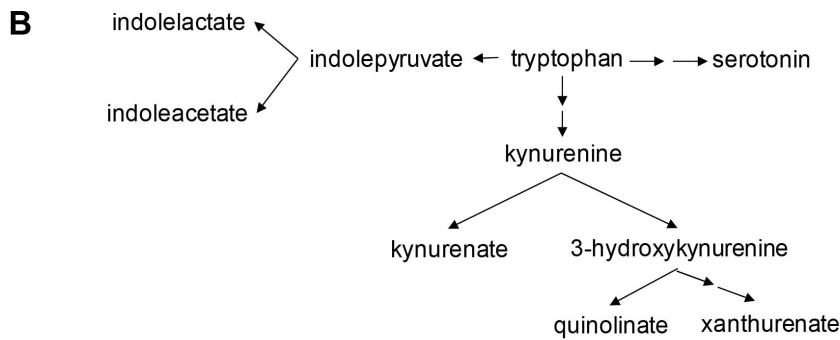 B
indolelactate
indolepyruvate
tryptophan
serotonin
indoleacetate
kynurenine
kynurenate
3-hydroxykynurenine
quinolinate
xanthurenate